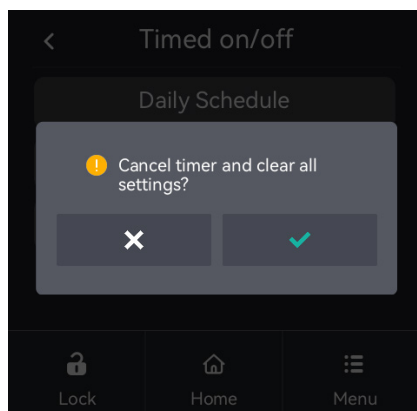 Timed on/off
Daily Schedule
Cancel timer and clear all
settings?
Lock
Home
Menu